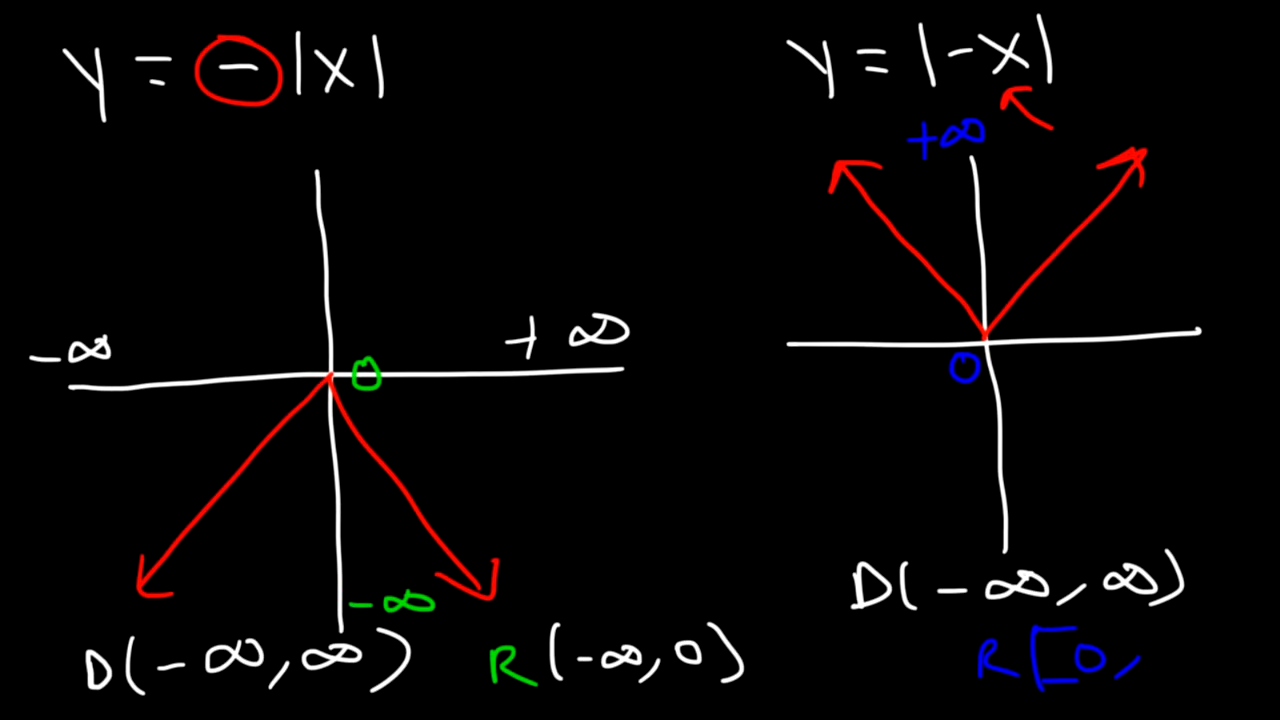 y = -|x|
y = |-x|
+∞
-∞
+ ∞
0
0
-∞
D(-∞,∞)
D(-∞,∞)
R(-∞,0)
R[0,